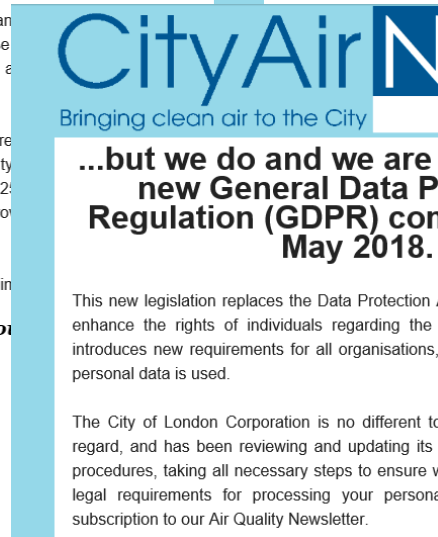 CityAir N
Bringing clean air to the City
...but we do and we are
new General Data P
Regulation (GDPR) con
May 2018.
This new legislation replaces the Data Protection
enhance the rights of individuals regarding the
introduces new requirements for all organisations,
personal data is used.
The City of London Corporation is no different to
regard, and has been reviewing and updating its
procedures, taking all necessary steps to ensure
legal requirements for processing your persona
subscription to our Air Quality Newsletter.